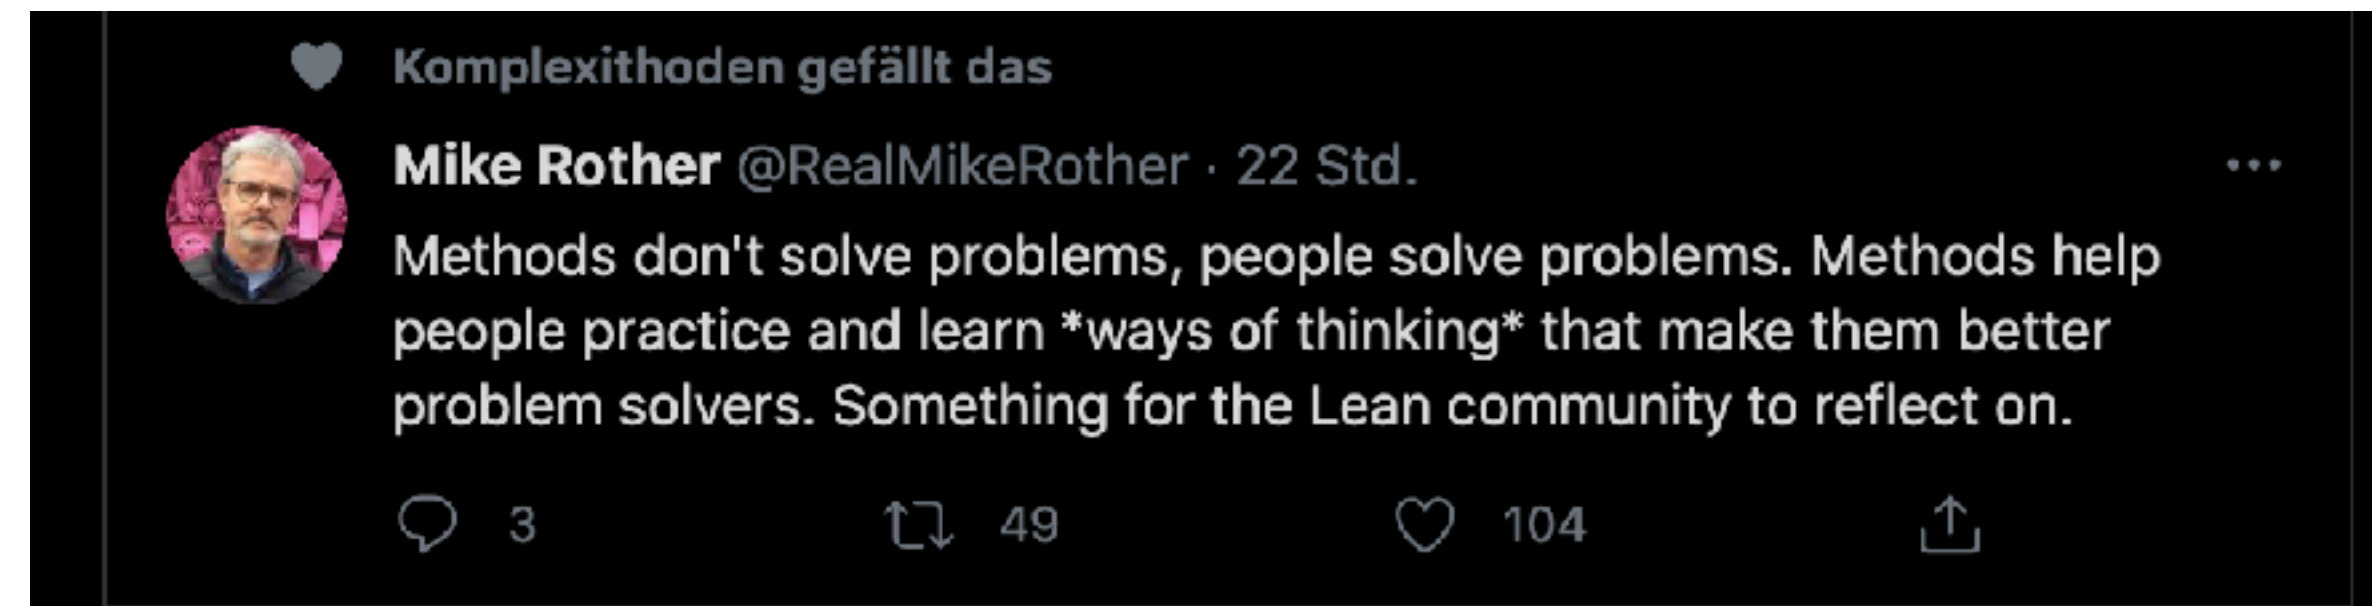 Komplexithoden gefällt das
Mike Rother @RealMikeRother · 22 Std.
Methods don't solve problems, people solve problems. Methods help
people practice and learn *ways of thinking* that make them better
problem solvers. Something for the Lean community to reflect on.
3 49 104